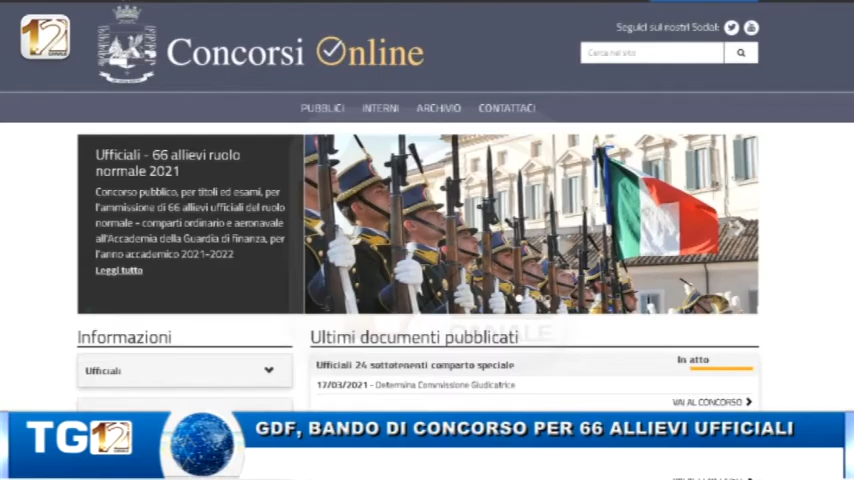 12
CANALE
Concorsi Online
Seguici sui nostri Social:
Cerca nel sito
PUBBLICI INTERNI ARCHIVIO CONTATTACI
Ufficiali - 66 allievi ruolo
normale 2021
Concorso pubblico, per titoli ed esami, per
l'ammissione di 66 allievi ufficiali del ruolo
normale - comparti ordinario e aeronavale
all'Accademia della Guardia di finanza, per
l'anno accademico 2021-2022
Leggi tutto
CANALE
Informazioni
Ufficiali
Ultimi documenti pubblicati
Ufficiali 24 sottotenenti comparto speciale
In atto
17/03/2021 - Determina Commissione Giudicatrice
VAI AL CONCORSO
TG12
CANALE
GDF, BANDO DI CONCORSO PER 66 ALLIEVI UFFICIALI